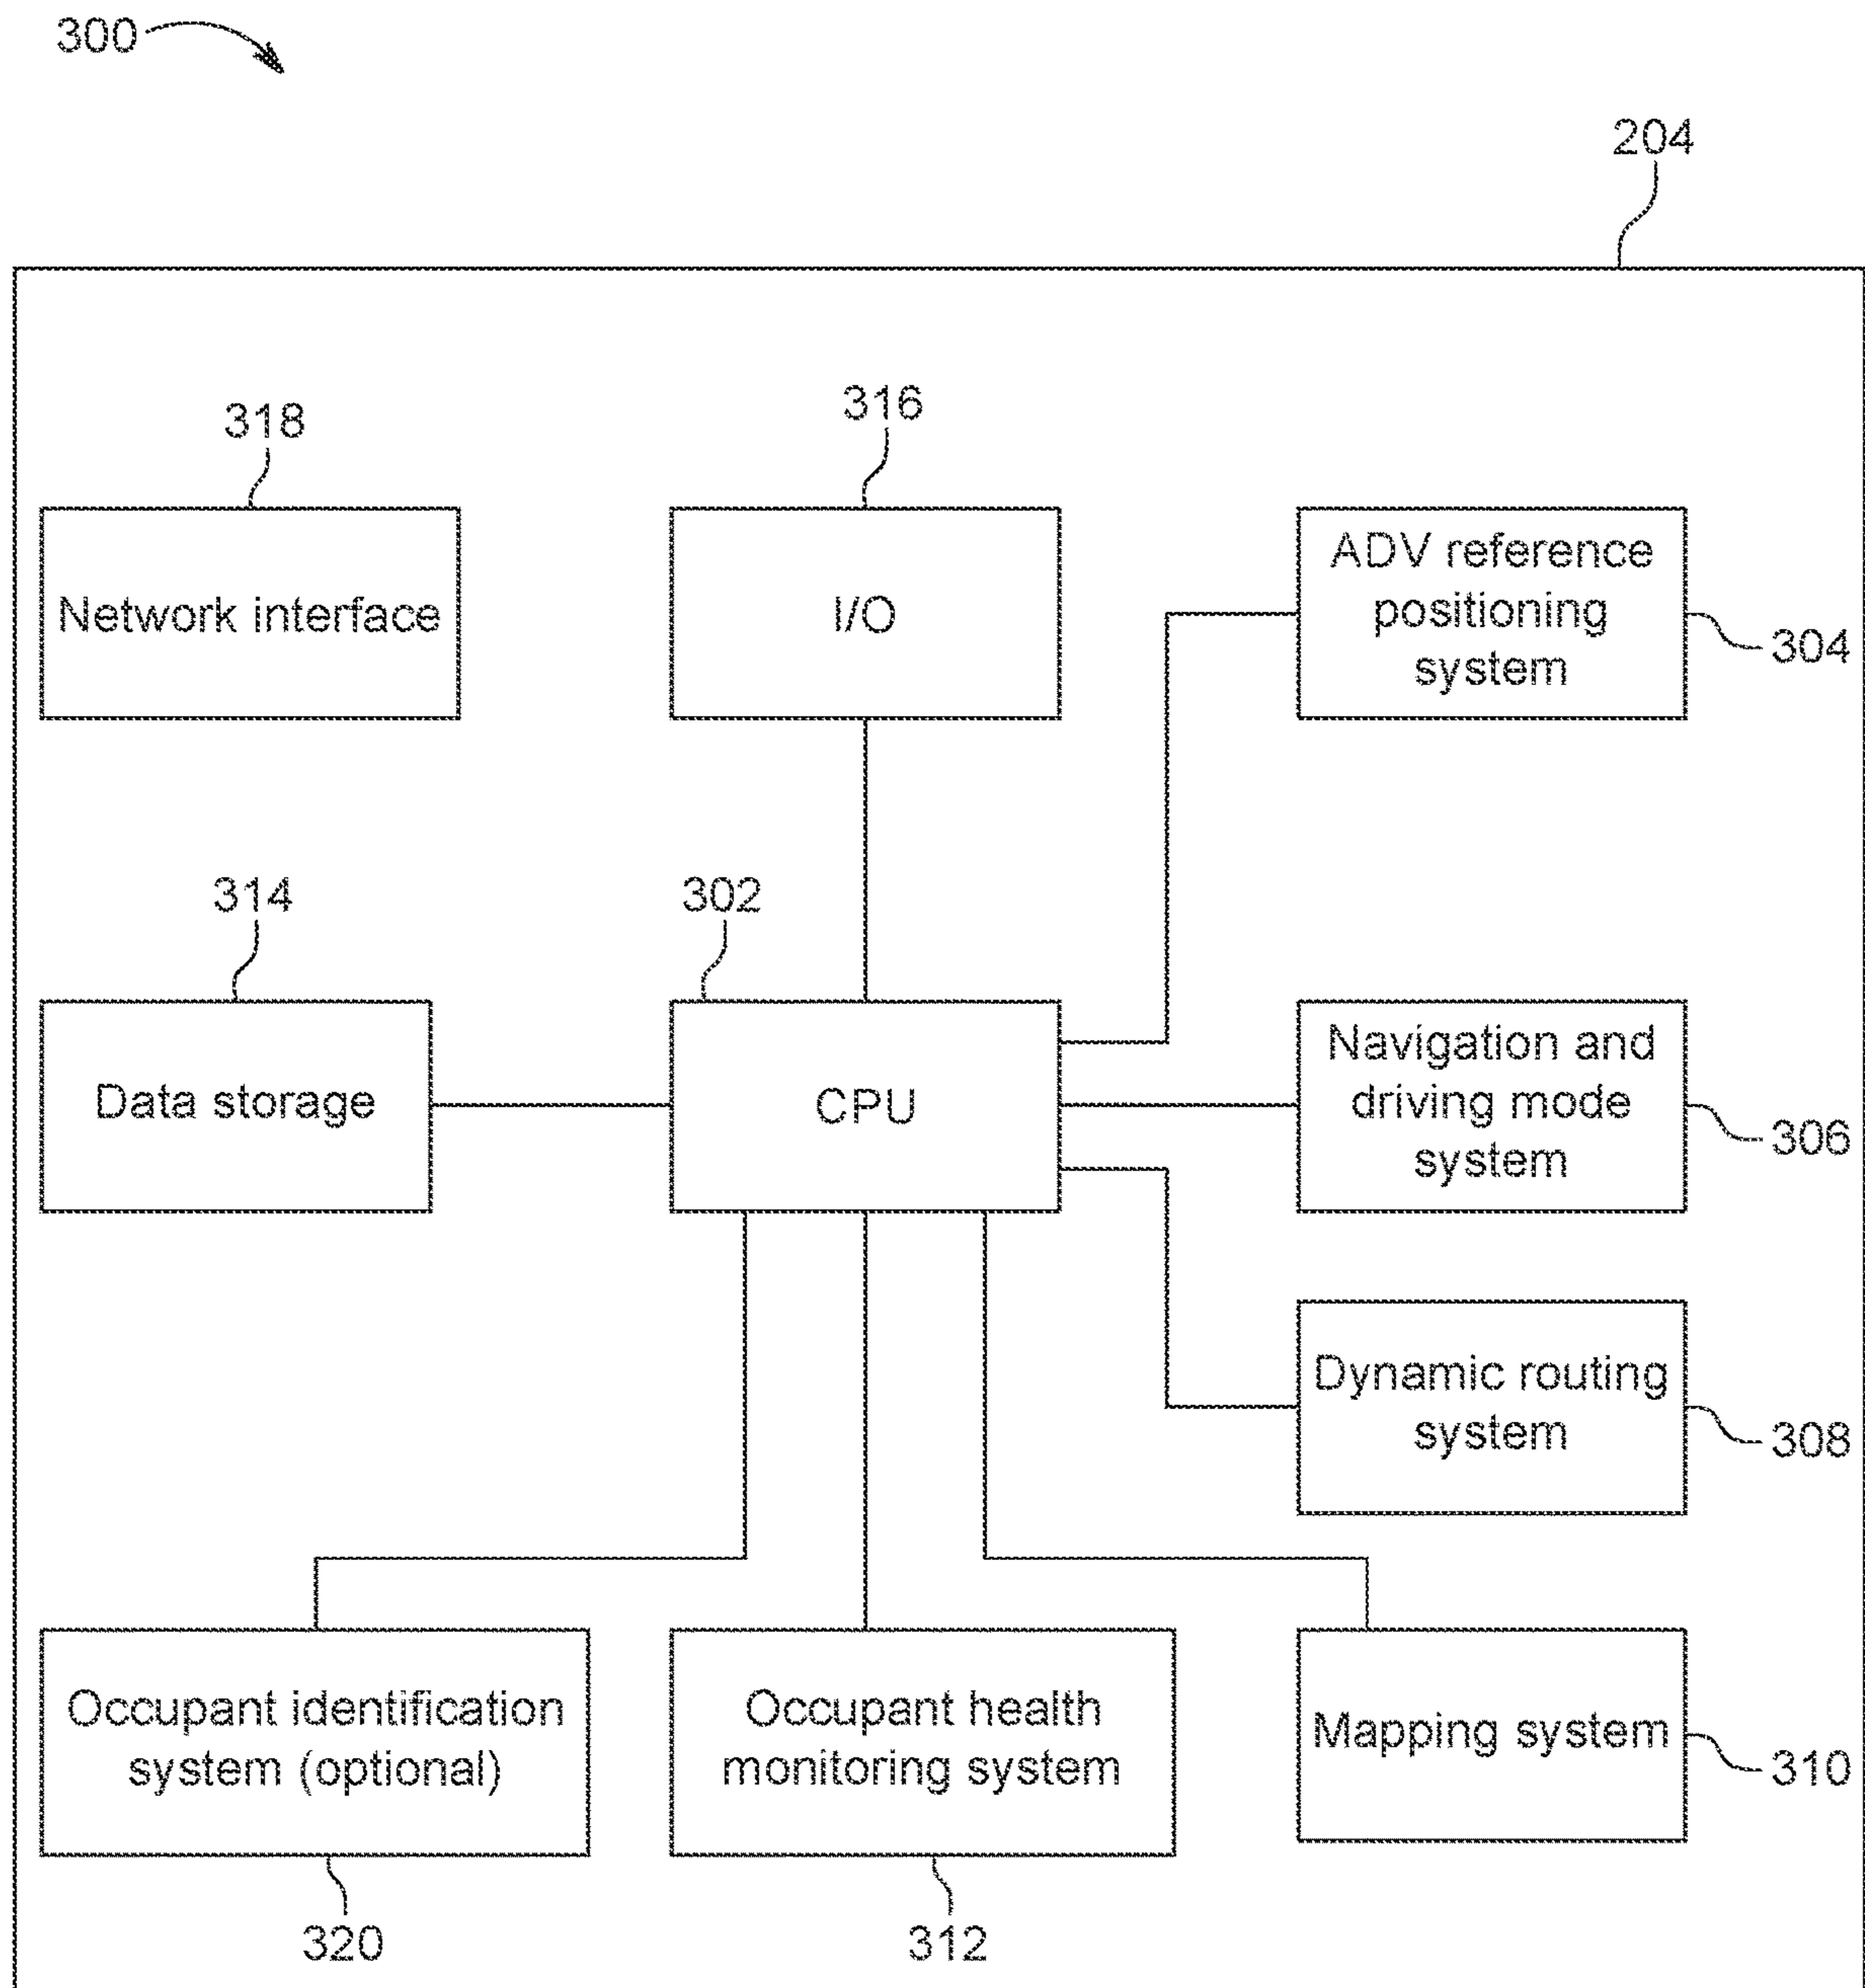 300
204
318
316
Network interface
I/O
ADV reference
positioning
system
304
314
302
Data storage
CPU
Navigation and
driving mode
system
306
Dynamic routing
system
308
Occupant identification
system (optional)
Occupant health
monitoring system
Mapping system
310
320
312